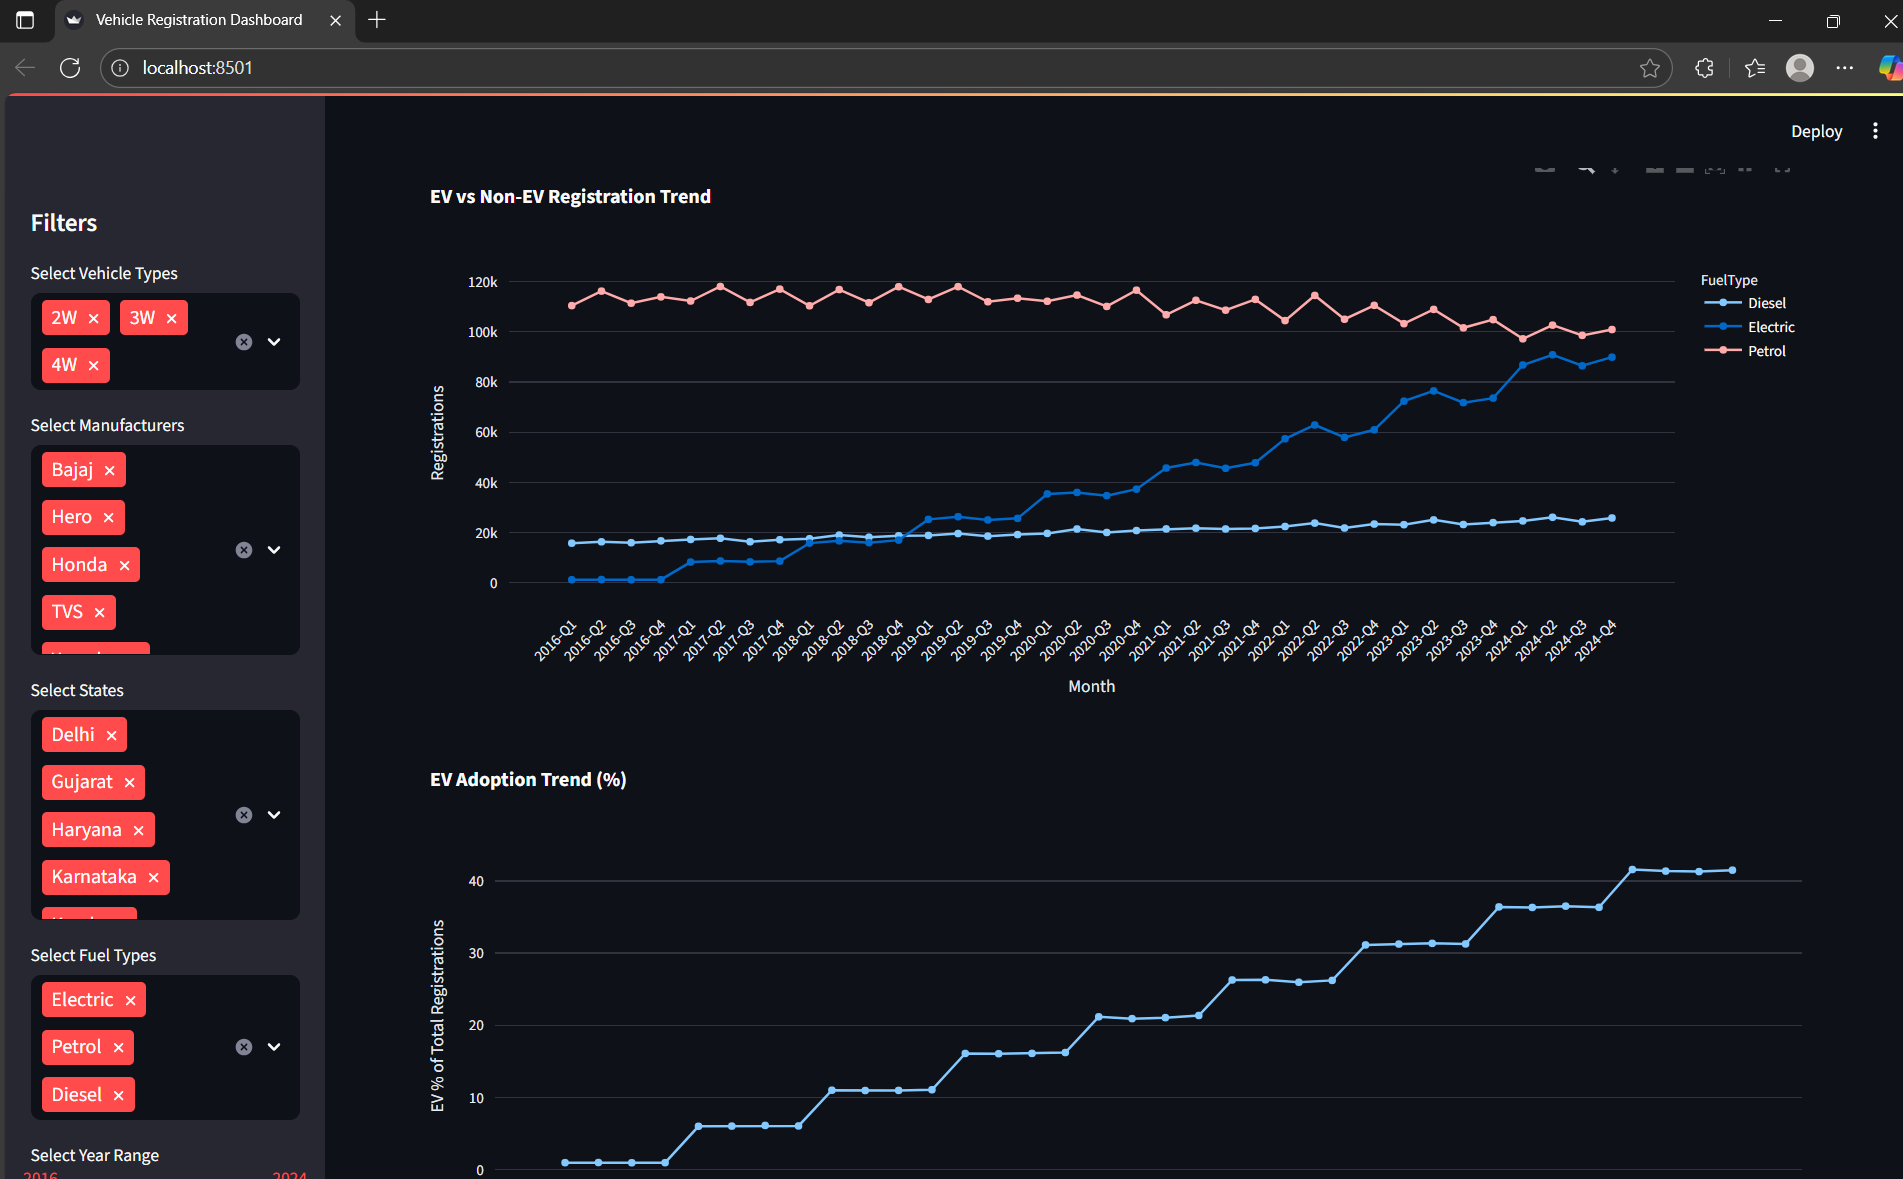 Vehicle Registration Dashboard
localhost:8501
Deploy
Filters
Select Vehicle Types
2W
3W
4W
Select Manufacturers
Bajaj
Hero
Honda
TVS
Select States
Delhi
Gujarat
Haryana
Karnataka
Select Fuel Types
Electric
Petrol
Diesel
Select Year Range
2016
2024
EV vs Non-EV Registration Trend
120k
100k
80k
60k
40k
20k
0
Registrations
2016-Q1
2016-Q2
2016-Q3
2016-Q4
2017-Q1
2017-Q2
2017-Q3
2017-Q4
2018-Q1
2018-Q2
2018-Q3
2018-Q4
2019-Q1
2019-Q2
2019-Q3
2019-Q4
2020-Q1
2020-Q2
2020-Q3
2020-Q4
2021-Q1
2021-Q2
2021-Q3
2021-Q4
2022-Q1
2022-Q2
2022-Q3
2022-Q4
2023-Q1
2023-Q2
2023-Q3
2023-Q4
2024-Q1
2024-Q2
2024-Q3
2024-Q4
Month
FuelType
Diesel
Electric
Petrol
EV Adoption Trend (%)
40
30
20
10
0
EV % of Total Registrations